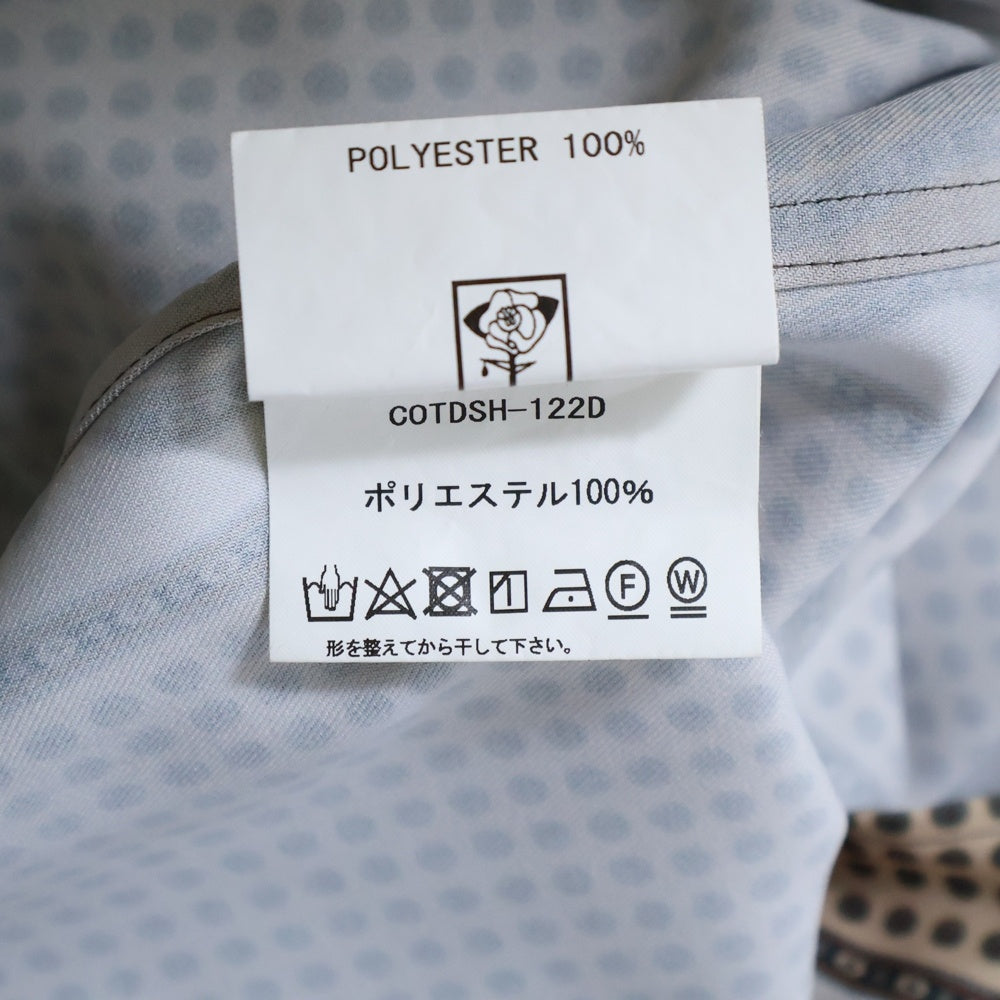 POLYESTER 100%
COTDSH-122D
ポリエステル100%
F W
形を整えてから干して下さい。